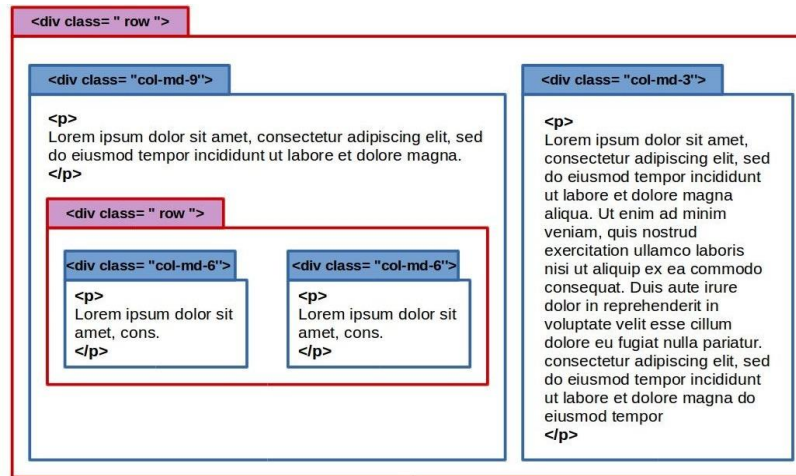 <div class= " row ">
<div class= "col-md-9">
<p>
Lorem ipsum dolor sit amet, consectetur adipiscing elit, sed
do eiusmod tempor incididunt ut labore et dolore magna.
</p>
<div class= " row ">
<div class= "col-md-6">
<p>
Lorem ipsum dolor sit
amet, cons.
</p>
<div class= "col-md-6">
<p>
Lorem ipsum dolor sit
amet, cons.
</p>
<div class= "col-md-3">
<p>
Lorem ipsum dolor sit amet,
consectetur adipiscing elit, sed
do eiusmod tempor incididunt
ut labore et dolore magna
aliqua. Ut enim ad minim
veniam, quis nostrud
exercitation ullamco laboris
nisi ut aliquip ex ea commodo
consequat. Duis aute irure
dolor in reprehenderit in
voluptate velit esse cillum
dolore eu fugiat nulla pariatur.
consectetur adipiscing elit, sed
do eiusmod tempor incididunt
ut labore et dolore magna do
eiusmod tempor
</p>